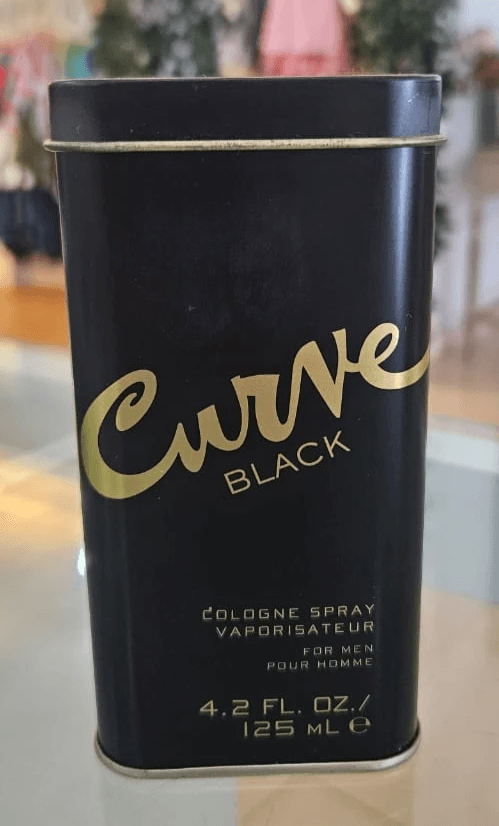 Curve
BLACK
COLOGNE SPRAY
VAPORISATEUR
FOR MEN
POUR HOMME
4.2 FL. OZ./
125 mL ℮